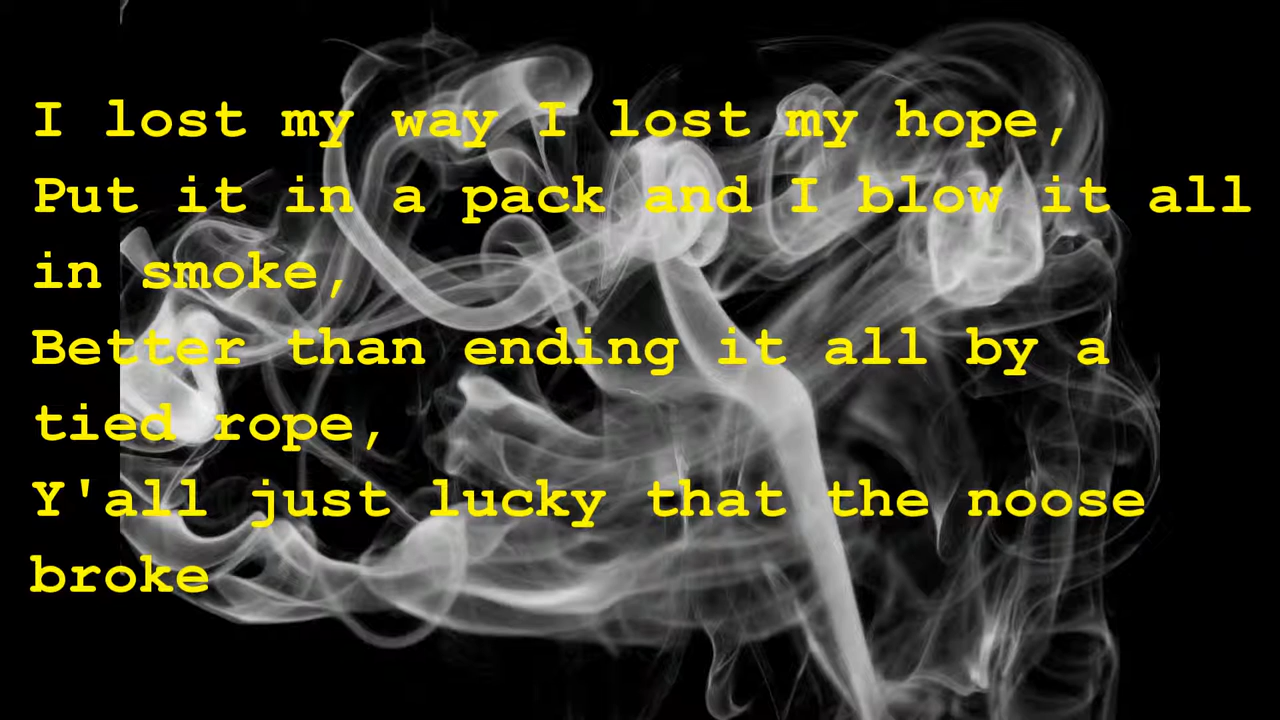 I lost my way I lost my hope,
Put it in a pack and I blow it all
in smoke,
Better than ending it all by a
tied rope,
Y'all just lucky that the noose
broke